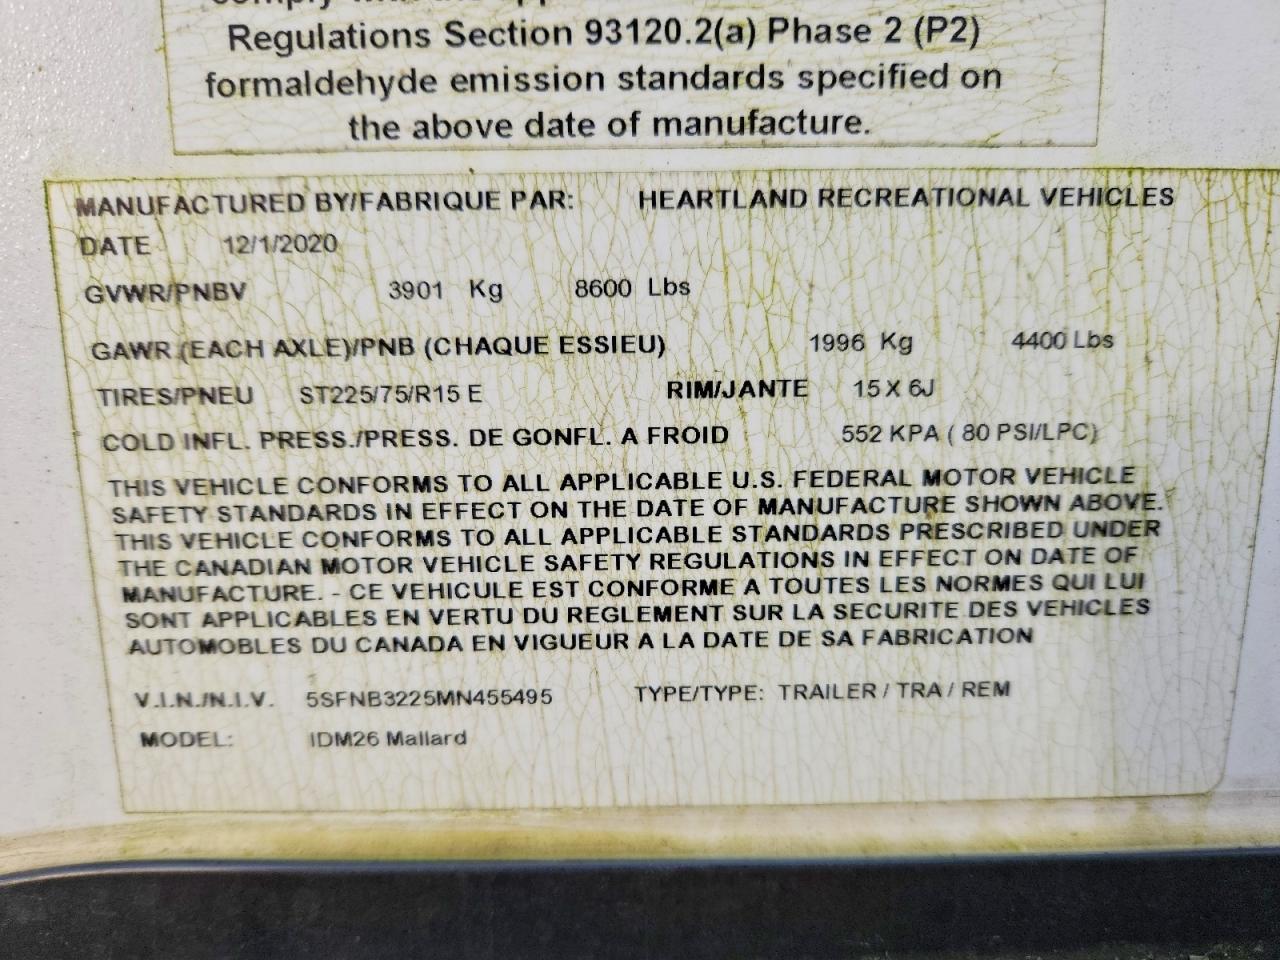 comply with the app
Regulations Section 93120.2(a) Phase 2 (P2)
formaldehyde emission standards specified on
the above date of manufacture.
MANUFACTURED BY/FABRIQUE PAR: HEARTLAND RECREATIONAL VEHICLES
DATE 12/1/2020
GVWR/PNBV 3901 Kg 8600 Lbs
GAWR (EACH AXLE)/PNB (CHAQUE ESSIEU) 1996 Kg 4400 Lbs
TIRES/PNEU ST225/75/R15 E RIM/JANTE 15 X 6J
COLD INFL. PRESS./PRESS. DE GONFL. A FROID 552 KPA ( 80 PSI/LPC)
THIS VEHICLE CONFORMS TO ALL APPLICABLE U.S. FEDERAL MOTOR VEHICLE
SAFETY STANDARDS IN EFFECT ON THE DATE OF MANUFACTURE SHOWN ABOVE.
THIS VEHICLE CONFORMS TO ALL APPLICABLE STANDARDS PRESCRIBED UNDER
THE CANADIAN MOTOR VEHICLE SAFETY REGULATIONS IN EFFECT ON DATE OF
MANUFACTURE. - CE VEHICULE EST CONFORME A TOUTES LES NORMES QUI LUI
SONT APPLICABLES EN VERTU DU REGLEMENT SUR LA SECURITE DES VEHICLES
AUTOMOBLES DU CANADA EN VIGUEUR A LA DATE DE SA FABRICATION
V.I.N./N.I.V. 5SFNB3225MN455495 TYPE/TYPE: TRAILER / TRA / REM
MODEL: IDM26 Mallard